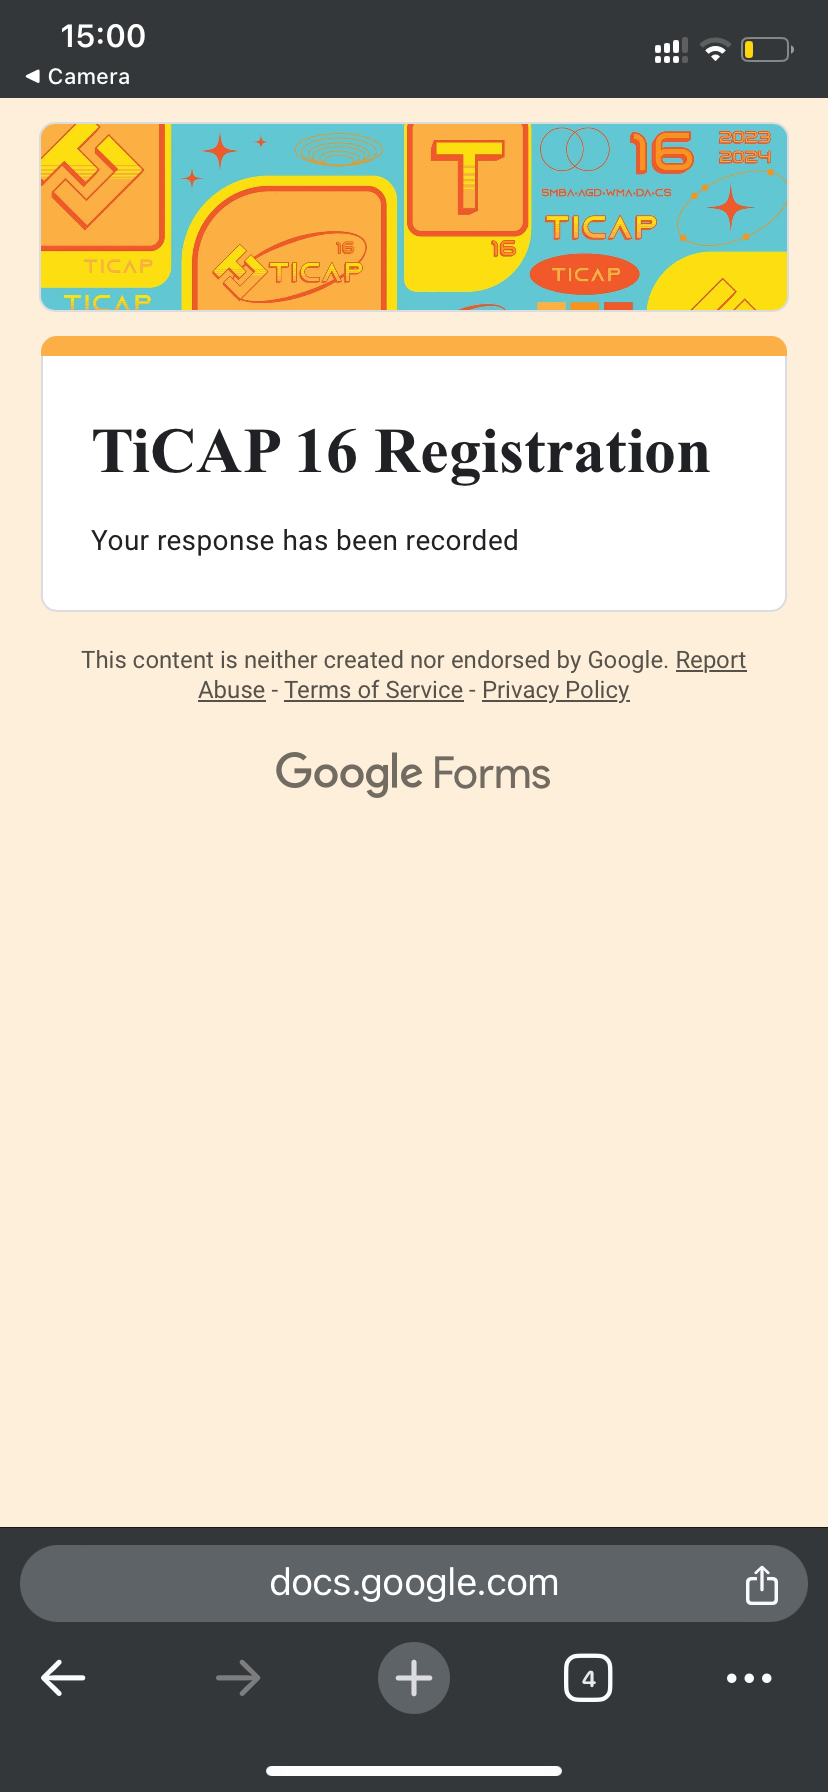 15:00
Camera
TICAP
TICAP
16
TICAP
T
16
16
2023
2024
SMBA•AGD•WMA•DA•CS
TICAP
TICAP
TiCAP 16 Registration
Your response has been recorded
This content is neither created nor endorsed by Google. Report
Abuse - Terms of Service - Privacy Policy
Google Forms
docs.google.com
4